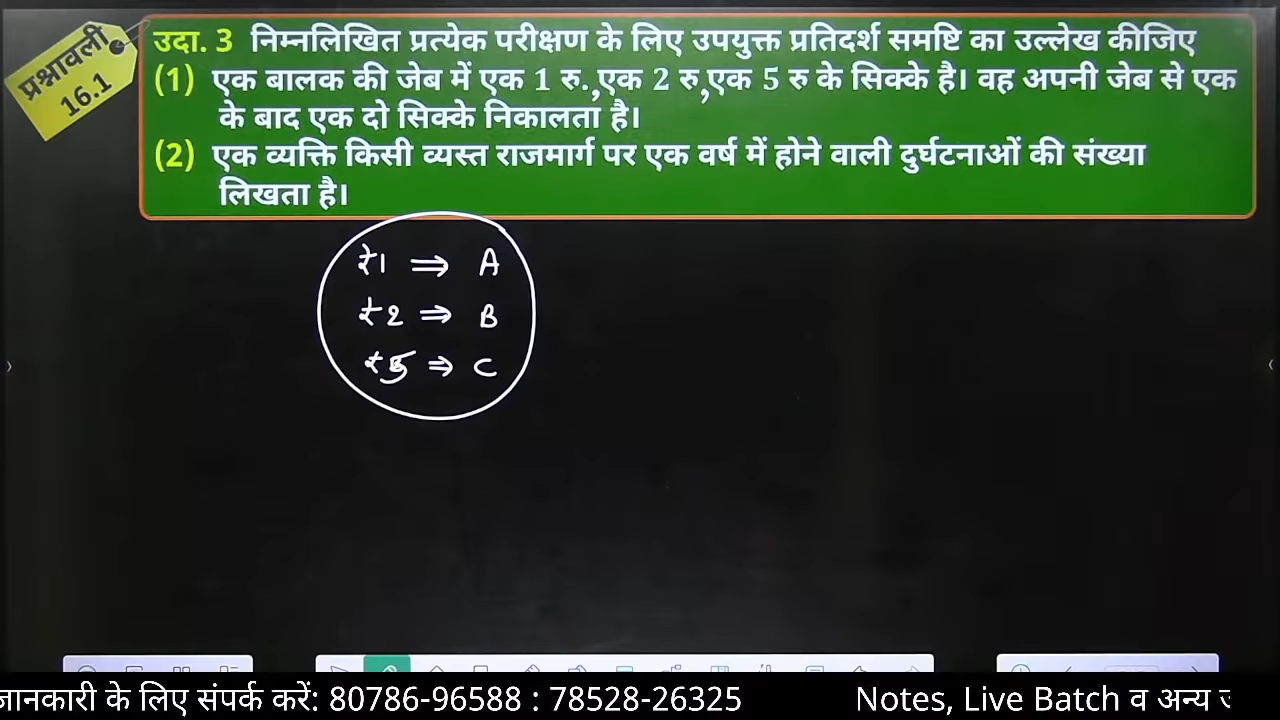 प्रश्नावली
16.1
उदा. 3 निम्नलिखित प्रत्येक परीक्षण के लिए उपयुक्त प्रतिदर्श समष्टि का उल्लेख कीजिए
(1) एक बालक की जेब में एक 1 रु.,एक 2 रु,एक 5 रु के सिक्के है। वह अपनी जेब से एक
के बाद एक दो सिक्के निकालता है।
(2) एक व्यक्ति किसी व्यस्त राजमार्ग पर एक वर्ष में होने वाली दुर्घटनाओं की संख्या
लिखता है।
₹1 ⇒ A
₹2 ⇒ B
₹5 ⇒ C
जानकारी के लिए संपर्क करें: 80786-96588 : 78528-26325 Notes, Live Batch व अन्य